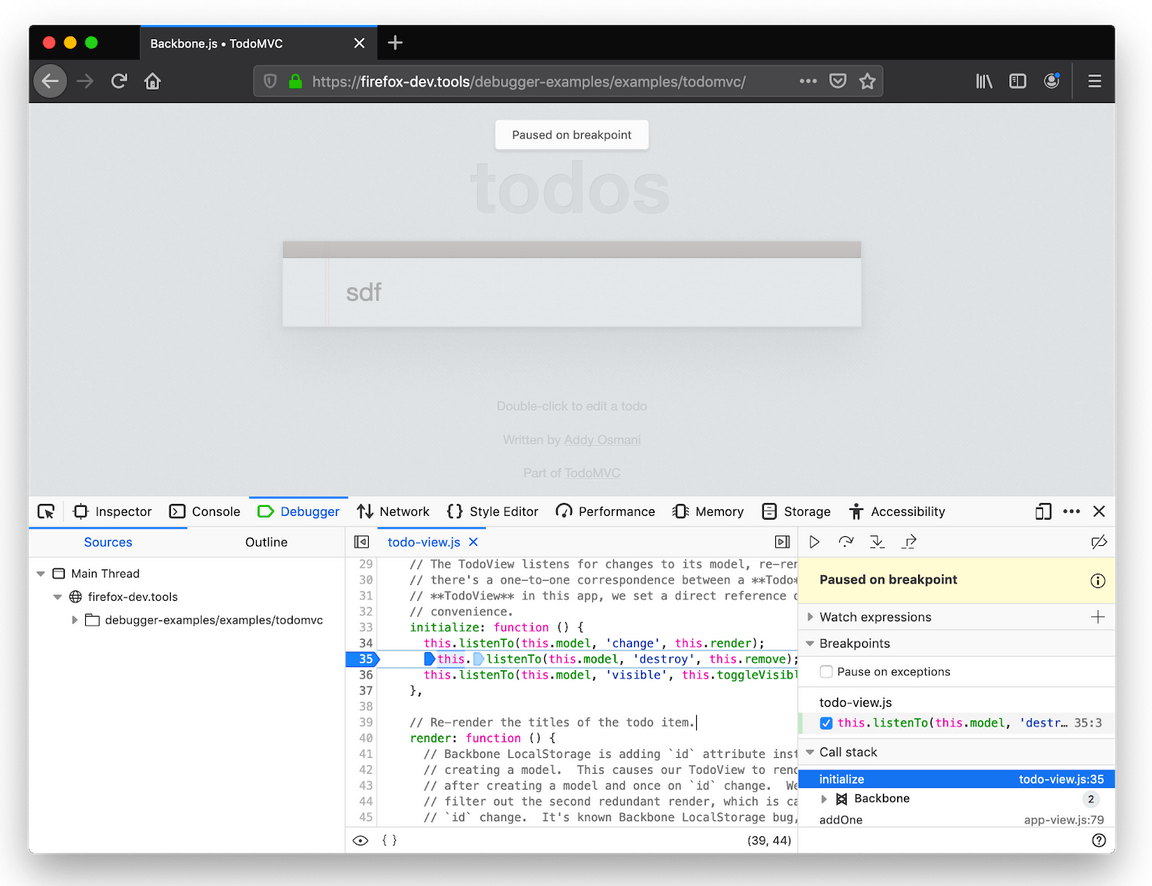 Backbone.js • TodoMVC
https://firefox-dev.tools/debugger-examples/examples/todomvc/
Paused on breakpoint
todos
sdf
Double-click to edit a todo
Written by Addy Osmani
Part of TodoMVC
Inspector Console Debugger Network Style Editor Performance Memory Storage Accessibility
Sources Outline
Main Thread
firefox-dev.tools
debugger-examples/examples/todomvc
todo-view.js
29 // The TodoView listens for changes to its model, re-ren
30 // there's a one-to-one correspondence between a **Todo*
31 // **TodoView** in this app, we set a direct reference
32 // convenience.
33 initialize: function () {
34 this.listenTo(this.model, 'change', this.render);
35 this.listenTo(this.model, 'destroy', this.remove);
36 this.listenTo(this.model, 'visible', this.toggleVisibl
37 },
38
39 // Re-render the titles of the todo item.
40 render: function () {
41 // Backbone LocalStorage is adding `id` attribute inst
42 // creating a model.  This causes our TodoView to rend
43 // after creating a model and once on `id` change.  We
44 // filter out the second redundant render, which is ca
45 // `id` change.  It's known Backbone LocalStorage bug,
{ } (39, 44)
Paused on breakpoint
Watch expressions
Breakpoints
Pause on exceptions
todo-view.js
this.listenTo(this.model, 'destr… 35:3
Call stack
initialize todo-view.js:35
Backbone 2
addOne app-view.js:79